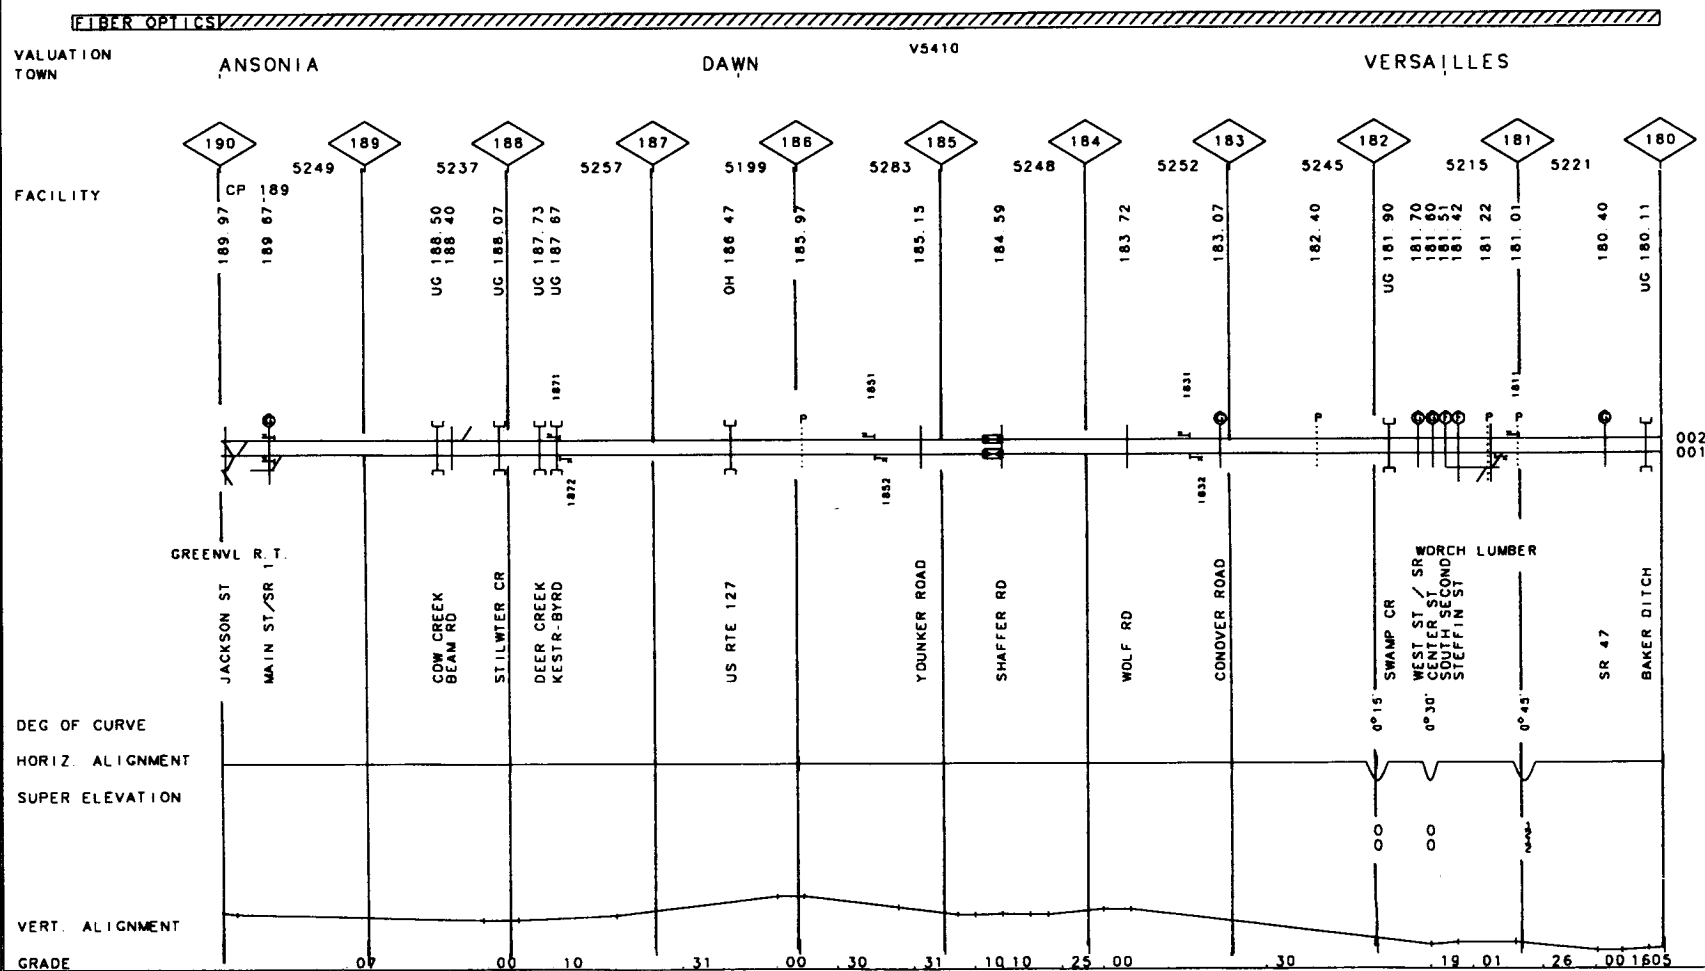 FIBER OPTICS
VALUATION V5410
TOWN ANSONIA DAWN VERSAILLES
190 189 188 187 186 185 184 183 182 181 180
5249 5237 5257 5199 5283 5248 5252 5245 5215 5221
FACILITY CP 189
189.97
189 67
UG 188.50
188 40
UG 188.07
UG 187.73
UG 187 67
OH 186 47
185.97
185.15
184.59
183 72
183.07
182.40
UG 181.90
181.70
181 60
181.51
181.42
181 22
181.01
180.40
UG 180.11
1871 1851 1831 1811
P P P P
002
001
1872 1852 1832
GREENVL R.T. WORCH LUMBER
JACKSON ST
MAIN ST/SR 1
COW CREEK
BEAM RD
STILWTER CR
DEER CREEK
KESTR-BYRD
US RTE 127
YOUNKER ROAD
SHAFFER RD
WOLF RD
CONOVER ROAD
SWAMP CR
WEST ST / SR
CENTER ST
SOUTH SECOND
STEFFIN ST
SR 47
BAKER DITCH
DEG OF CURVE 0°15' 0°30' 0°45'
HORIZ. ALIGNMENT
SUPER ELEVATION
0 0
0 0
VERT. ALIGNMENT
GRADE .07 .00 .10 .31 .00 .30 .31 .10 .10 .25 .00 .30 .19 .01 .26 .00 1605